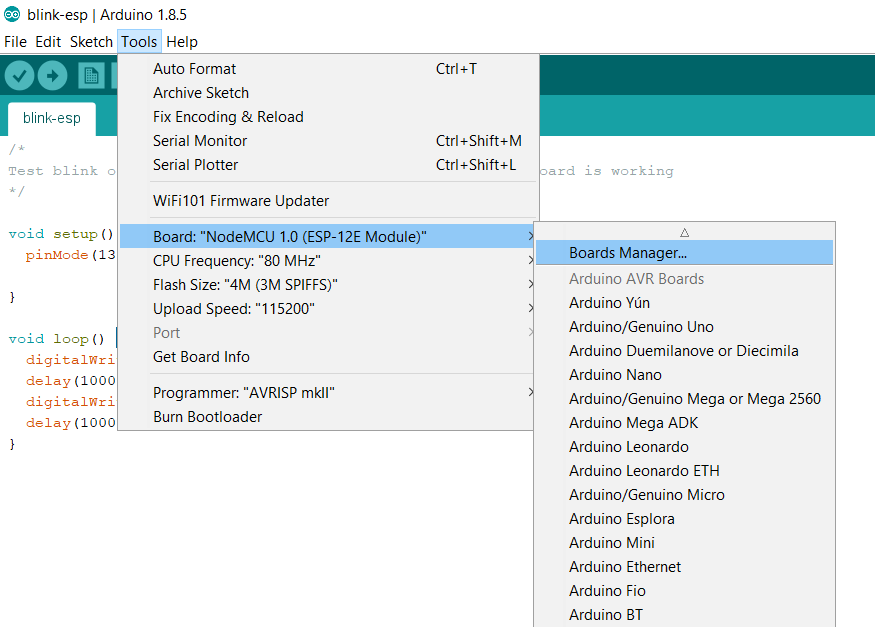 blink-esp | Arduino 1.8.5
File Edit Sketch Tools Help
blink-esp
/*
Test blink o
oard is working
*/
void setup()
pinMode(13
}
void loop()
digitalWri
delay(1000
digitalWri
delay(1000
}
Auto Format Ctrl+T
Archive Sketch
Fix Encoding & Reload
Serial Monitor Ctrl+Shift+M
Serial Plotter Ctrl+Shift+L
WiFi101 Firmware Updater
Board: "NodeMCU 1.0 (ESP-12E Module)"
CPU Frequency: "80 MHz"
Flash Size: "4M (3M SPIFFS)"
Upload Speed: "115200"
Port
Get Board Info
Programmer: "AVRISP mkII"
Burn Bootloader
Boards Manager...
Arduino AVR Boards
Arduino Yún
Arduino/Genuino Uno
Arduino Duemilanove or Diecimila
Arduino Nano
Arduino/Genuino Mega or Mega 2560
Arduino Mega ADK
Arduino Leonardo
Arduino Leonardo ETH
Arduino/Genuino Micro
Arduino Esplora
Arduino Mini
Arduino Ethernet
Arduino Fio
Arduino BT